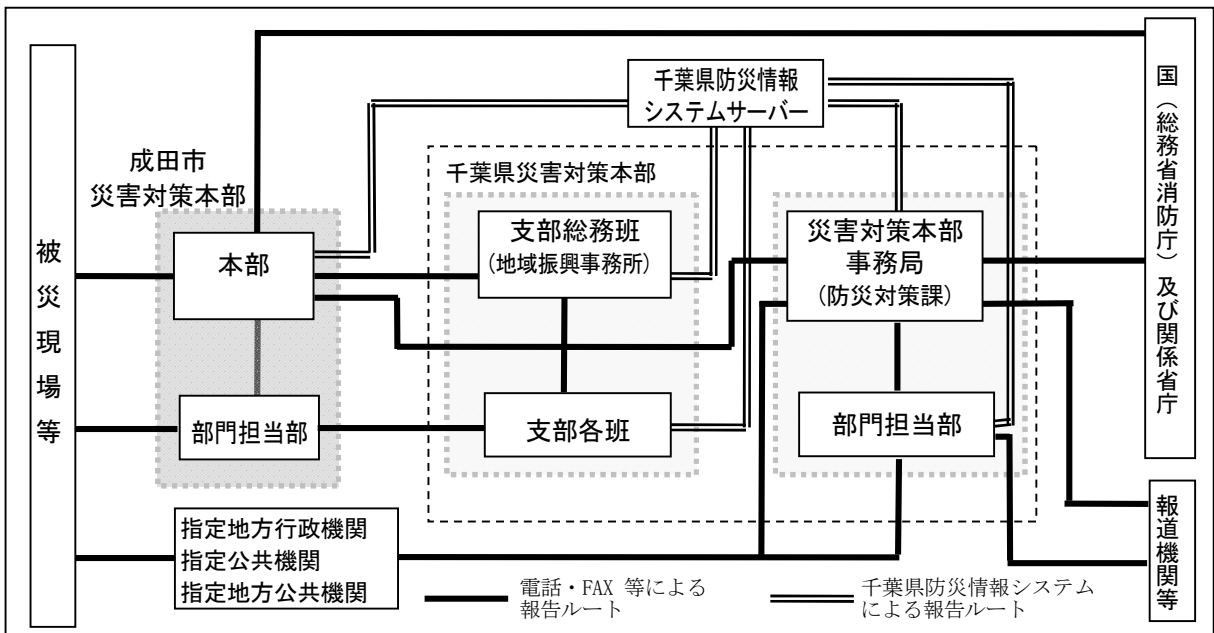 千葉県防災情報
システムサーバー
成田市
災害対策本部
千葉県災害対策本部
被災現場等
本部
部門担当部
支部総務班
(地域振興事務所)
支部各班
災害対策本部
事務局
(防災対策課)
部門担当部
国(総務省消防庁)及び関係省庁
報道機関等
指定地方行政機関
指定公共機関
指定地方公共機関
電話・FAX 等による
報告ルート
千葉県防災情報システム
による報告ルート